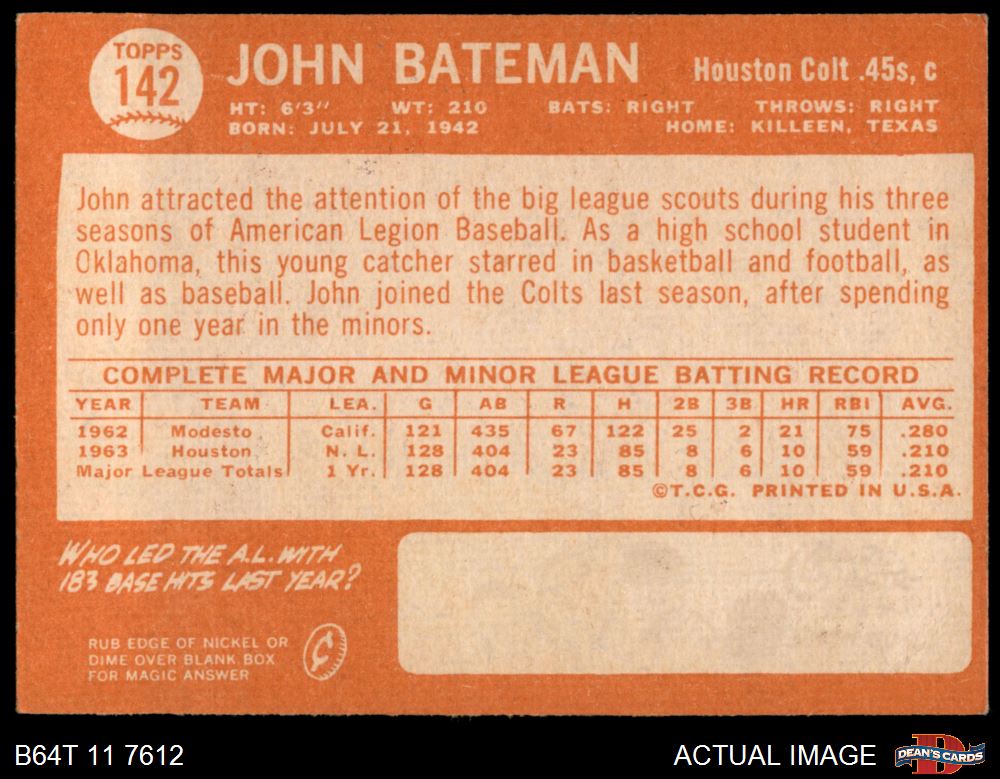 TOPPS
142
JOHN BATEMAN
Houston Colt .45s, c
HT: 6'3" WT: 210 BATS: RIGHT THROWS: RIGHT
BORN: JULY 21, 1942 HOME: KILLEEN, TEXAS
John attracted the attention of the big league scouts during his three
seasons of American Legion Baseball. As a high school student in
Oklahoma, this young catcher starred in basketball and football, as
well as baseball. John joined the Colts last season, after spending
only one year in the minors.
COMPLETE MAJOR AND MINOR LEAGUE BATTING RECORD
YEAR TEAM LEA. G AB R H 2B 3B HR RBI AVG.
1962 Modesto Calif. 121 435 67 122 25 2 21 75 .280
1963 Houston N. L. 128 404 23 85 8 6 10 59 .210
Major League Totals 1 Yr. 128 404 23 85 8 6 10 59 .210
©T.C.G. PRINTED IN U.S.A.
WHO LED THE A.L. WITH
183 BASE HITS LAST YEAR?
RUB EDGE OF NICKEL OR
DIME OVER BLANK BOX
FOR MAGIC ANSWER
¢
B64T 11 7612
ACTUAL IMAGE
D
DEAN'S CARDS